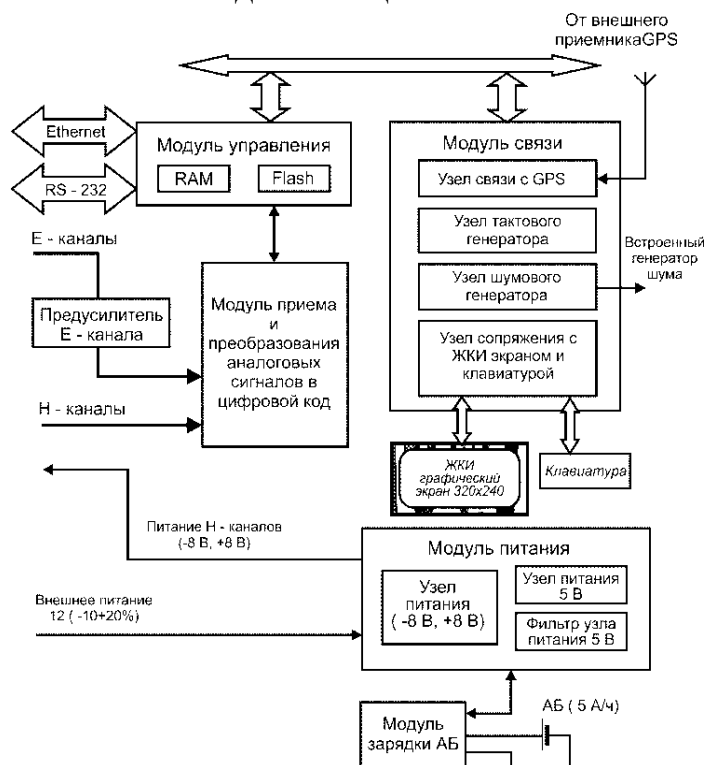 От внешнего
приемникаGPS
Ethernet
RS - 232
Модуль управления
RAM
Flash
Модуль связи
Узел связи с GPS
Узел тактового
генератора
Узел шумового
генератора
Узел сопряжения с
ЖКИ экраном и
клавиатурой
Встроенный
генератор
шума
Е - каналы
Предусилитель
Е - канала
Н - каналы
Модуль приема
и
преобразования
аналоговых
сигналов в
цифровой код
ЖКИ
графический
экран 320х240
Клавиатура
Питание Н - каналов
(-8 В, +8 В)
Внешнее питание
12 ( -10+20%)
Модуль питания
Узел
питания
( -8 В, +8 В)
Узел питания
5 В
Фильтр узла
питания 5 В
Модуль
зарядки АБ
АБ ( 5 А/ч)